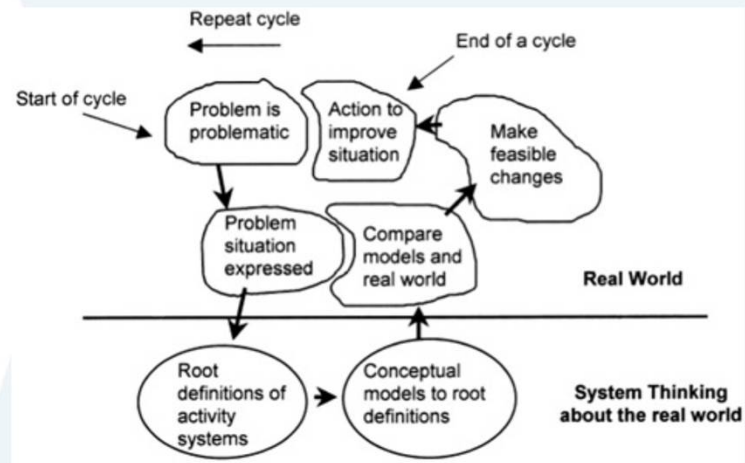 Repeat cycle
End of a cycle
Start of cycle
Problem is
problematic
Action to
improve
situation
Make
feasible
changes
Problem
situation
expressed
Compare
models and
real world
Real World
Root
definitions of
activity
systems
Conceptual
models to root
definitions
System Thinking
about the real world